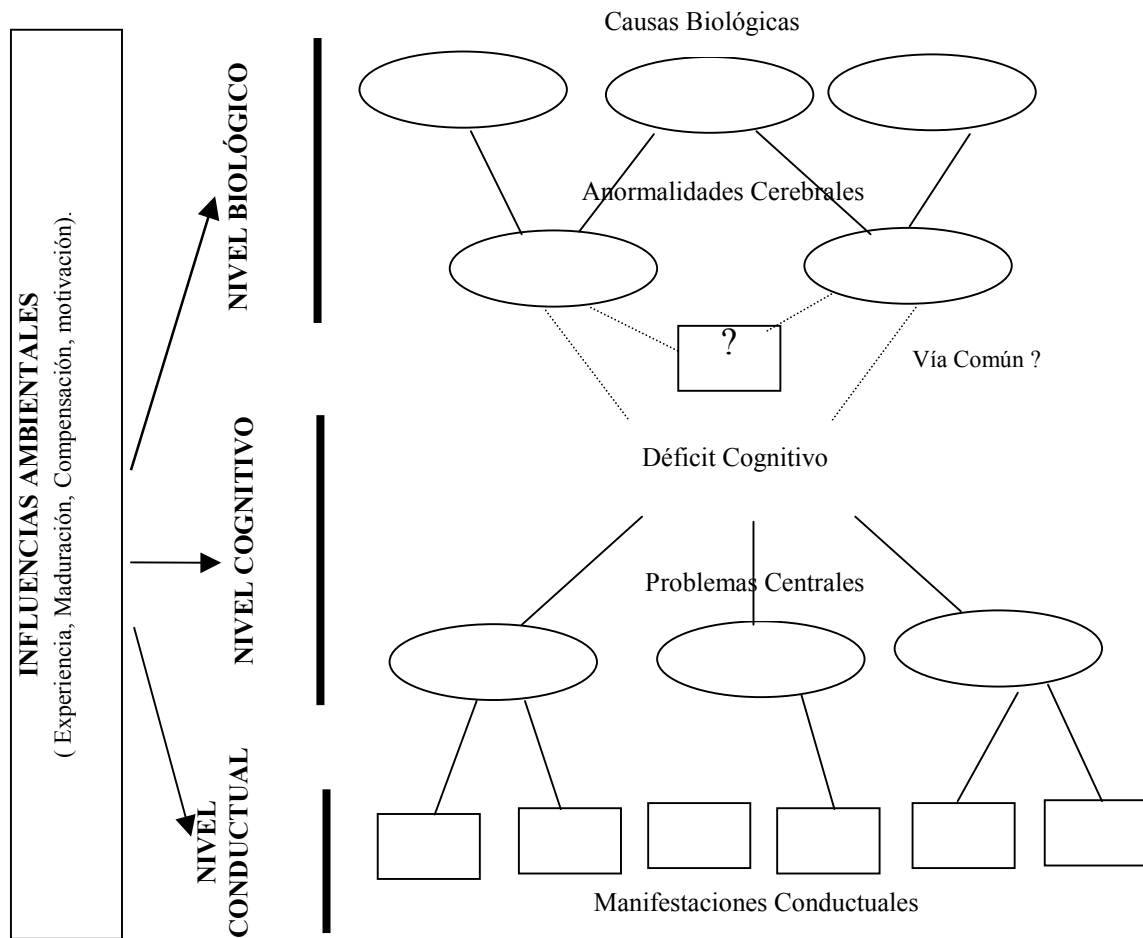 INFLUENCIAS AMBIENTALES
( Experiencia, Maduración, Compensación, motivación).
NIVEL BIOLÓGICO
Causas Biológicas
Anormalidades Cerebrales
?
Vía Común ?
NIVEL COGNITIVO
Déficit Cognitivo
Problemas Centrales
NIVEL
CONDUCTUAL
Manifestaciones Conductuales